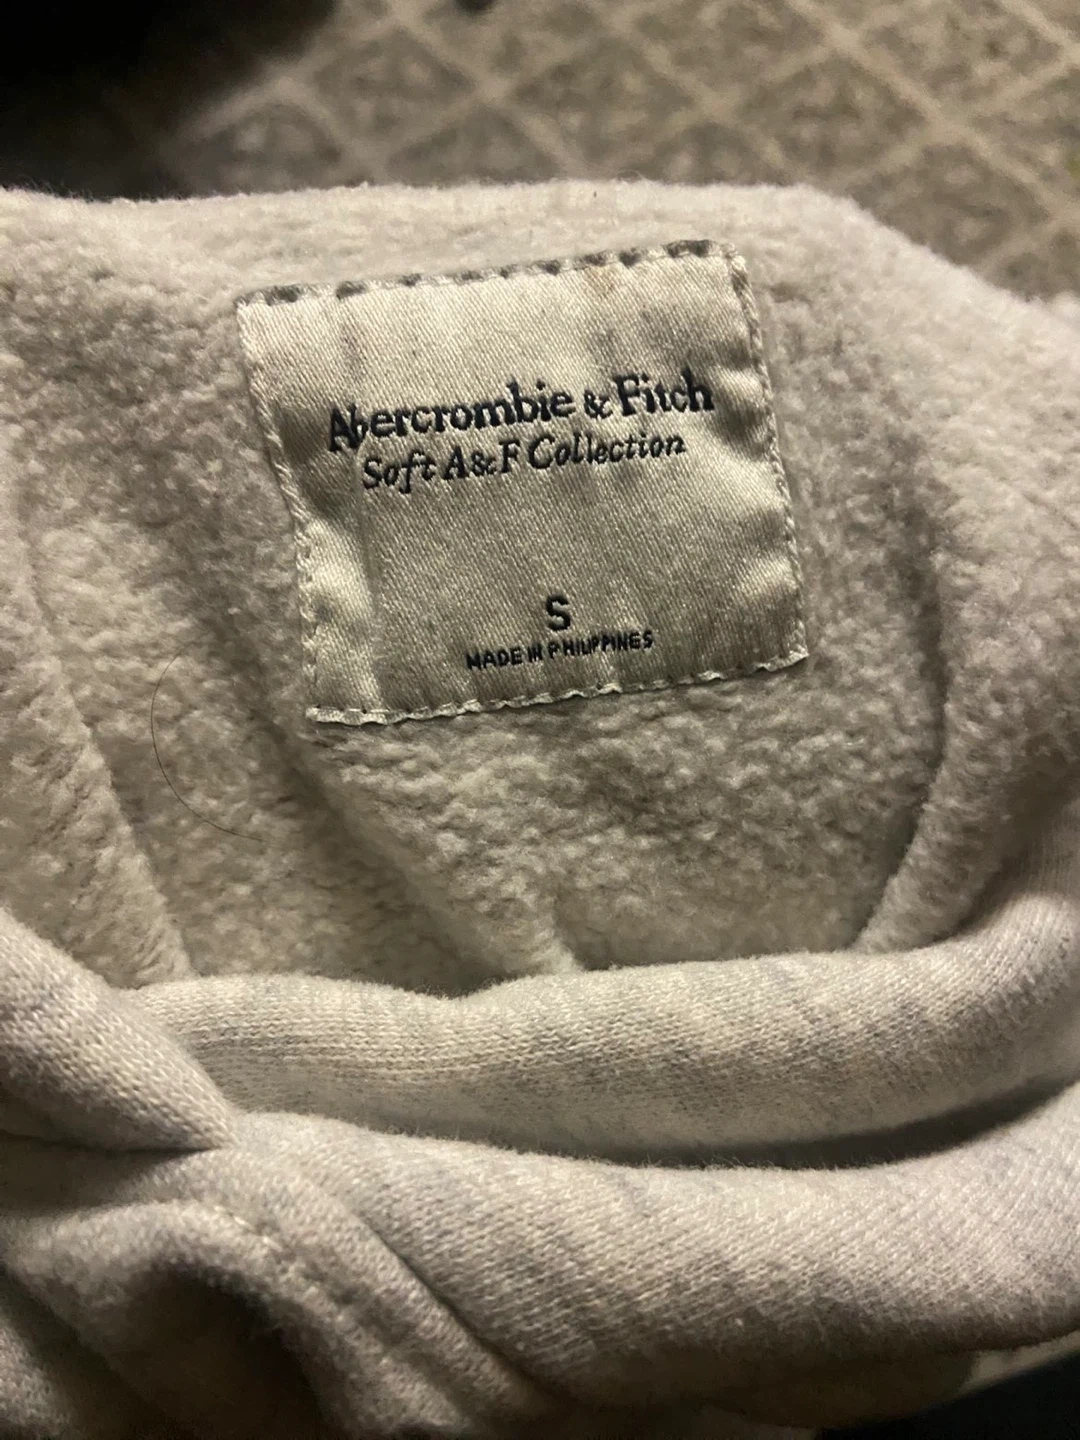 Abercrombie & Fitch
Soft A&F Collection
S
MADE IN PHILIPPINES